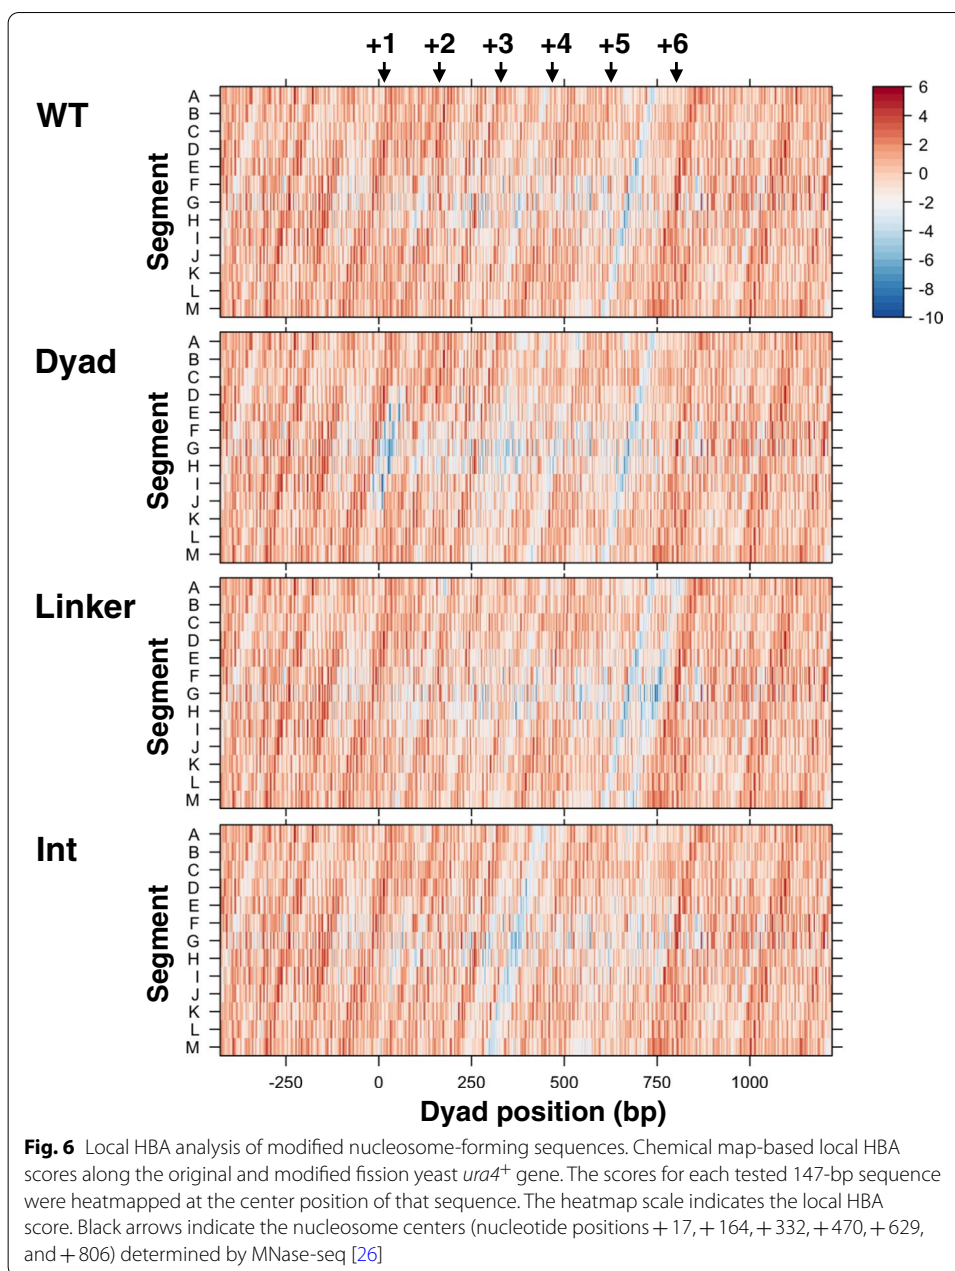 +1 +2 +3 +4 +5 +6
WT
Segment
A
B
C
D
E
F
G
H
I
J
K
L
M
6
4
2
0
-2
-4
-6
-8
-10
Dyad
Segment
A
B
C
D
E
F
G
H
I
J
K
L
M
Linker
Segment
A
B
C
D
E
F
G
H
I
J
K
L
M
Int
Segment
A
B
C
D
E
F
G
H
I
J
K
L
M
-250 0 250 500 750 1000
Dyad position (bp)
Fig. 6 Local HBA analysis of modified nucleosome-forming sequences. Chemical map-based local HBA
scores along the original and modified fission yeast ura4+ gene. The scores for each tested 147-bp sequence
were heatmapped at the center position of that sequence. The heatmap scale indicates the local HBA
score. Black arrows indicate the nucleosome centers (nucleotide positions + 17, + 164, + 332, + 470, + 629,
and + 806) determined by MNase-seq [26]